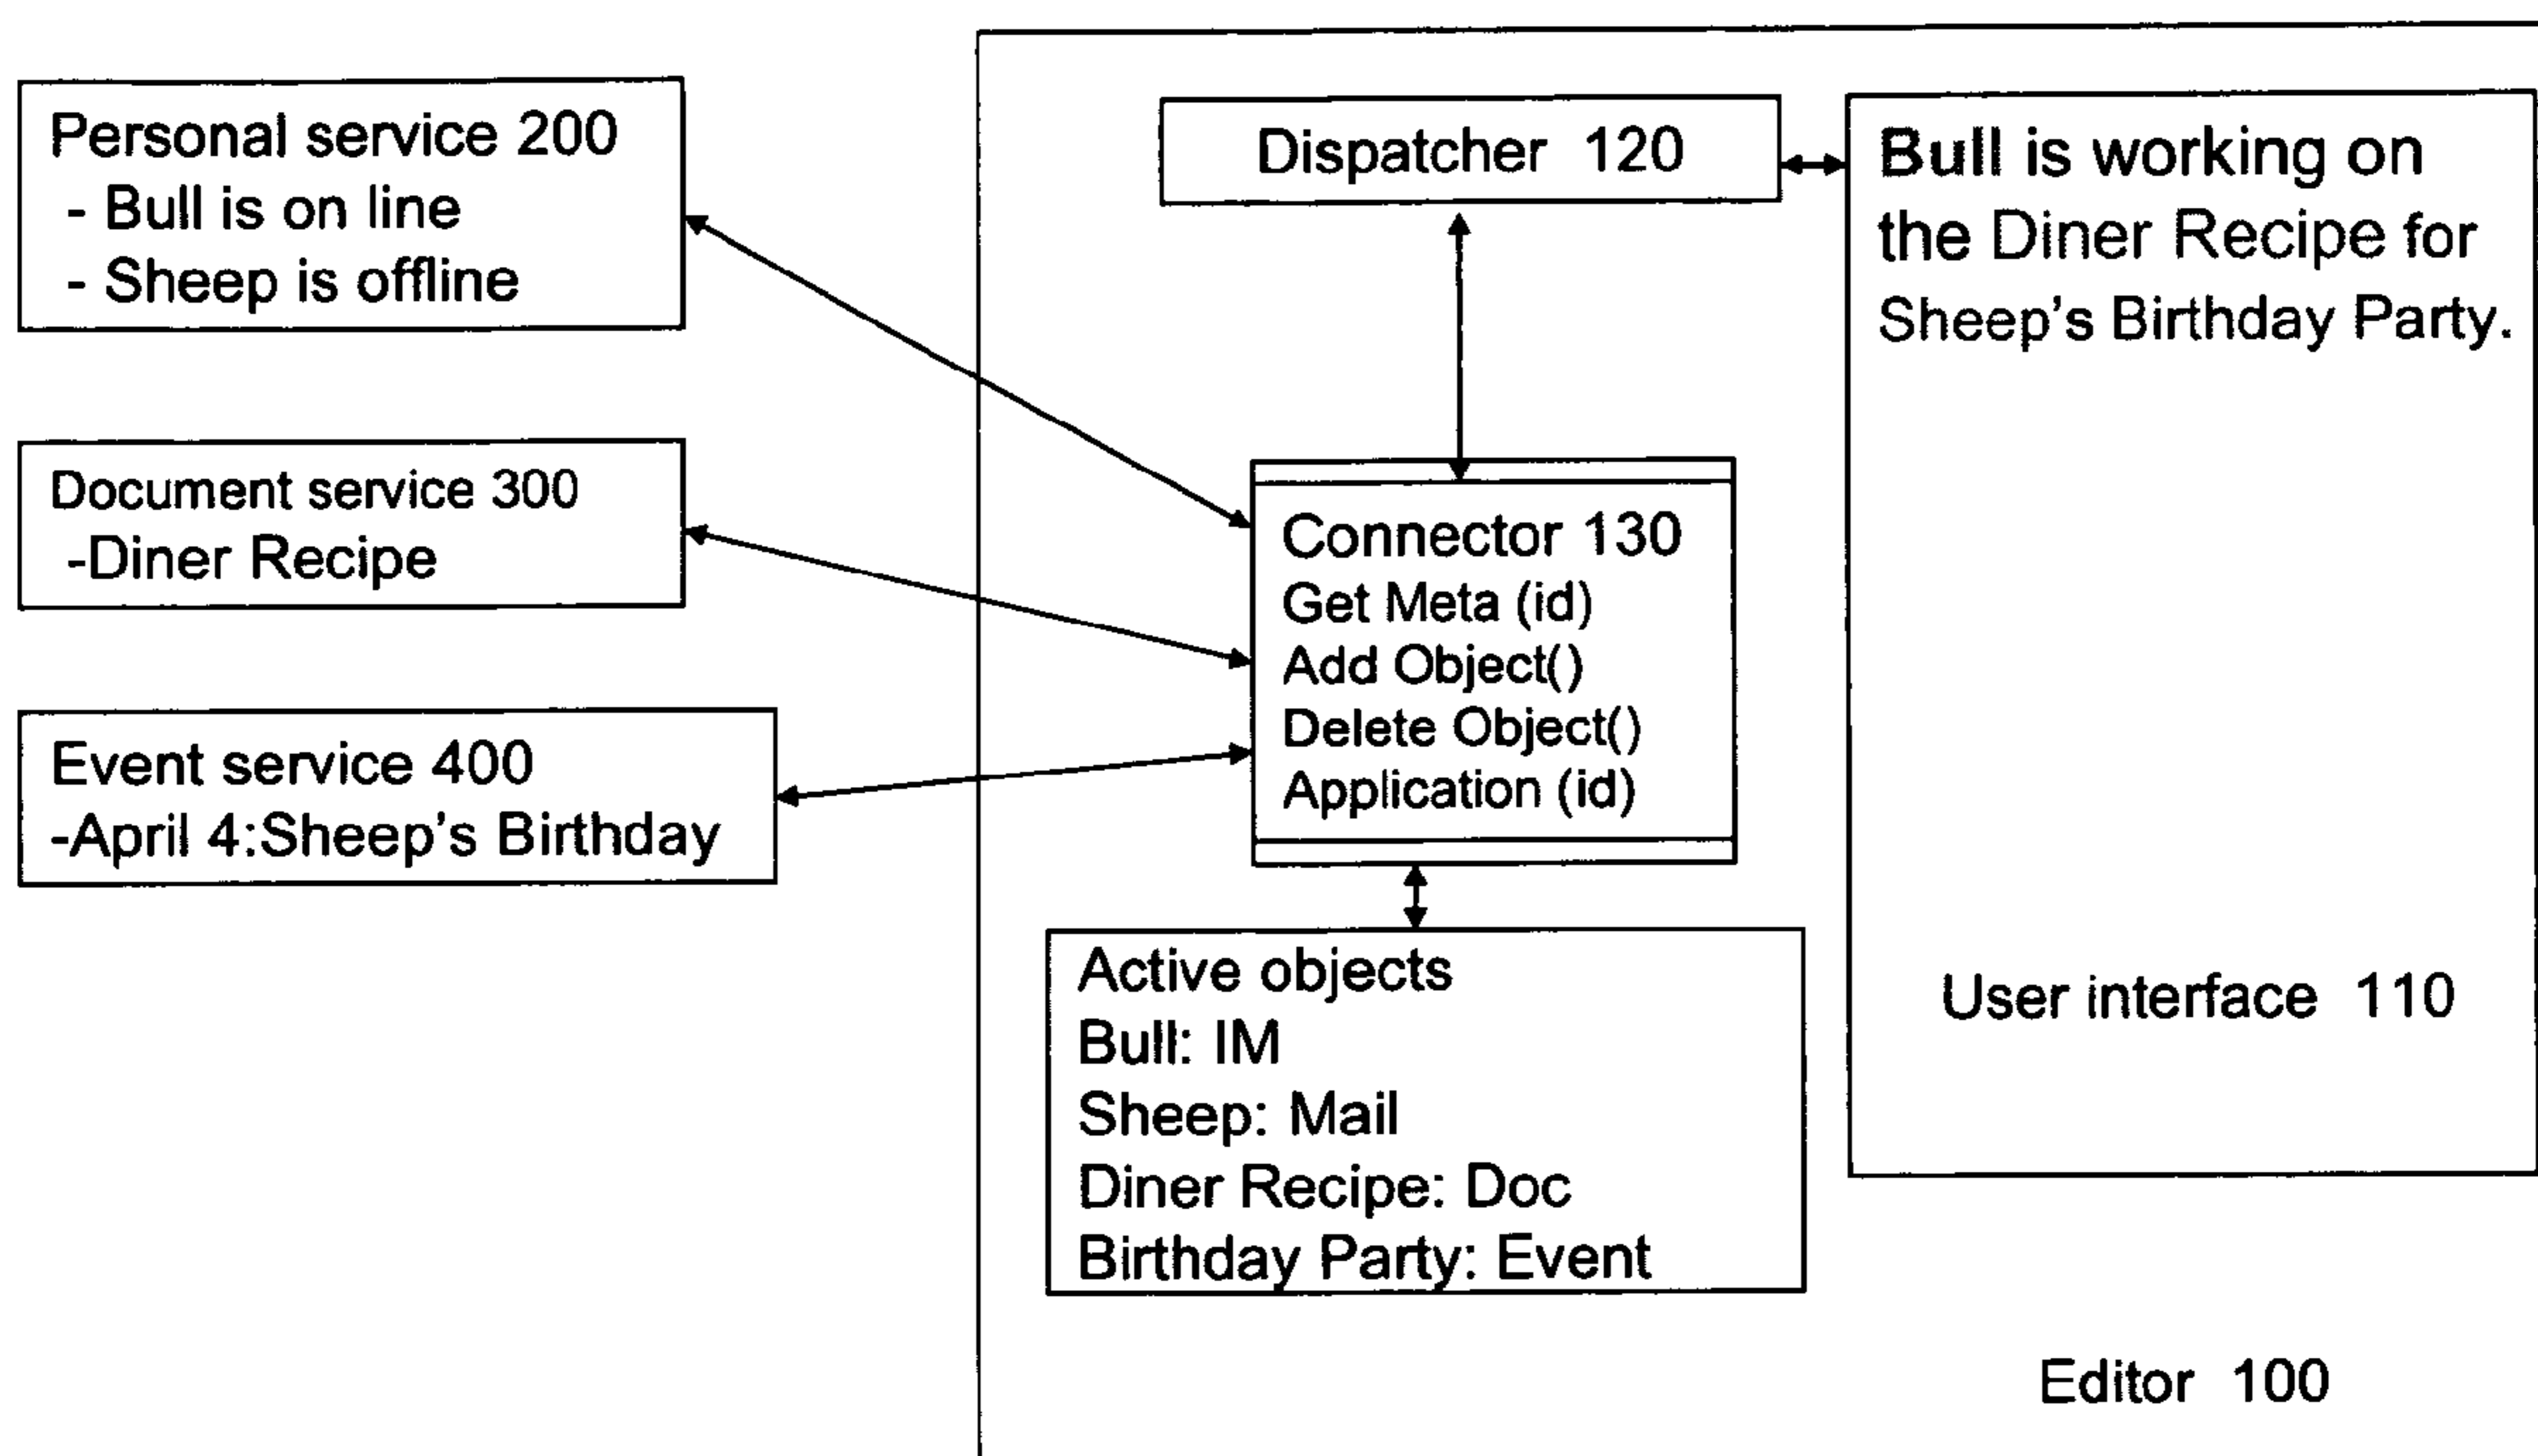 Personal service 200
- Bull is on line
- Sheep is offline
Document service 300
-Diner Recipe
Event service 400
-April 4:Sheep's Birthday
Dispatcher 120
Connector 130
Get Meta (id)
Add Object()
Delete Object()
Application (id)
Active objects
Bull: IM
Sheep: Mail
Diner Recipe: Doc
Birthday Party: Event
Bull is working on
the Diner Recipe for
Sheep's Birthday Party.
User interface 110
Editor 100